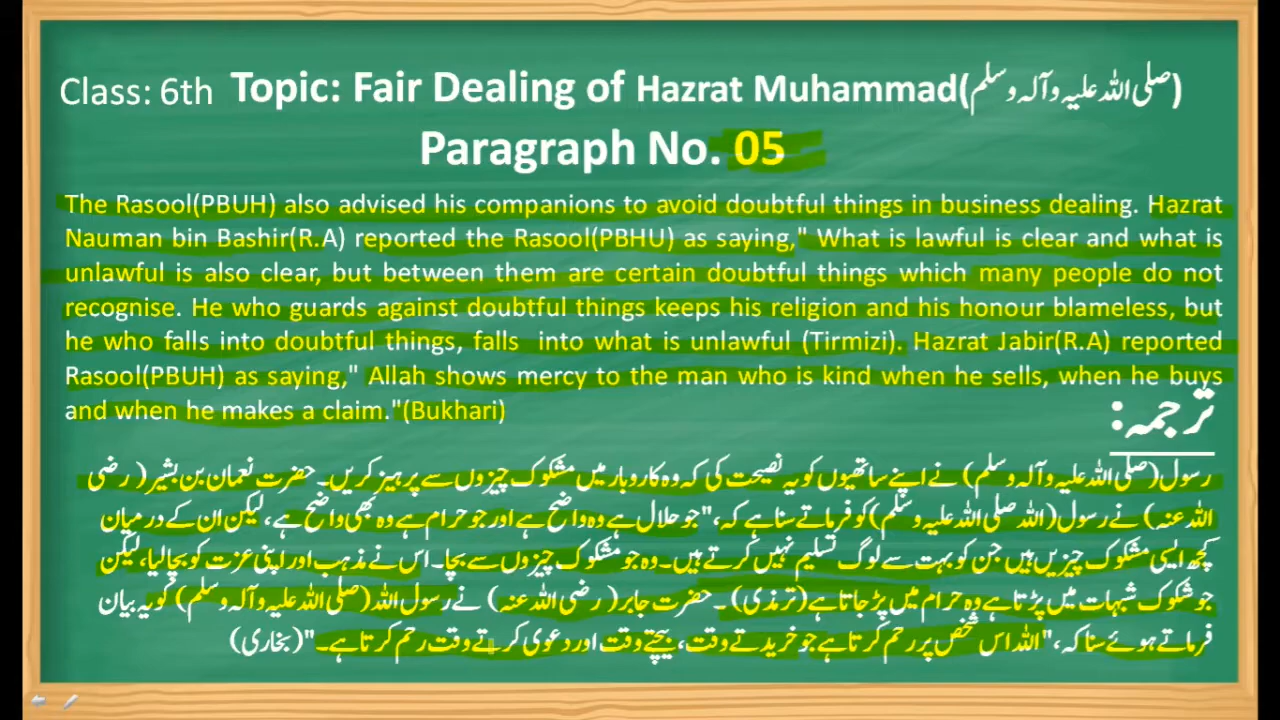 Class: 6th Topic: Fair Dealing of Hazrat Muhammad(صلی اللہ علیہ وآلہ وسلم)
Paragraph No. 05
The Rasool(PBUH) also advised his companions to avoid doubtful things in business dealing. Hazrat
Nauman bin Bashir(R.A) reported the Rasool(PBHU) as saying," What is lawful is clear and what is
unlawful is also clear, but between them are certain doubtful things which many people do not
recognise. He who guards against doubtful things keeps his religion and his honour blameless, but
he who falls into doubtful things, falls into what is unlawful (Tirmizi). Hazrat Jabir(R.A) reported
Rasool(PBUH) as saying," Allah shows mercy to the man who is kind when he sells, when he buys
and when he makes a claim."(Bukhari)
ترجمہ:
رسول(صلی اللہ علیہ وآلہ وسلم) نے اپنے ساتھیوں کو یہ نصیحت کی کہ وہ کاروبار میں مشکوک چیزوں سے پرہیز کریں۔ حضرت نعمان بن بشیر( رضی
اللہ عنہ) نے رسول(اللہ صلی اللہ علیہ وسلم)کو فرماتے سنا ہے کہ،"جو حلال ہے وہ واضح ہے اور جو حرام ہے وہ بھی واضح ہے،لیکن ان کے درمیان
کچھ ایسی مشکوک چیزیں ہیں جن کو بہت سے لوگ تسلیم نہیں کرتے ہیں۔وہ جو مشکوک چیزوں سے بچا۔اس نے مذہب اور اپنی عزت کو بچا لیا،لیکن
جو شکوک شبہات میں پڑتا ہے وہ حرام میں پڑ جاتا ہے(ترمذی)۔حضرت جابر( رضی اللہ عنہ) نے رسول اللہ(صلی اللہ علیہ وآلہ وسلم) کو یہ بیان
فرماتے ہوئے سنا کہ،"اللہ اس شخص پر رحم کرتا ہے جو خریدتے وقت، بیچتے وقت اور دعوی کرتے وقت رحم کرتا ہے۔"(بخاری)